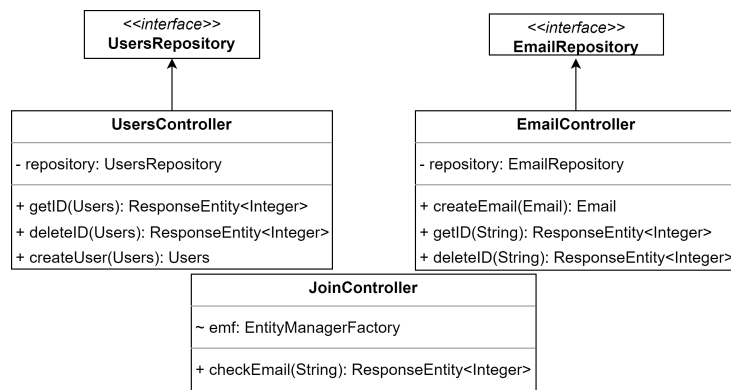 <<interface>>
UsersRepository
<<interface>>
EmailRepository
UsersController
- repository: UsersRepository
+ getID(Users): ResponseEntity<Integer>
+ deleteID(Users): ResponseEntity<Integer>
+ createUser(Users): Users
EmailController
- repository: EmailRepository
+ createEmail(Email): Email
+ getID(String): ResponseEntity<Integer>
+ deleteID(String): ResponseEntity<Integer>
JoinController
~ emf: EntityManagerFactory
+ checkEmail(String): ResponseEntity<Integer>